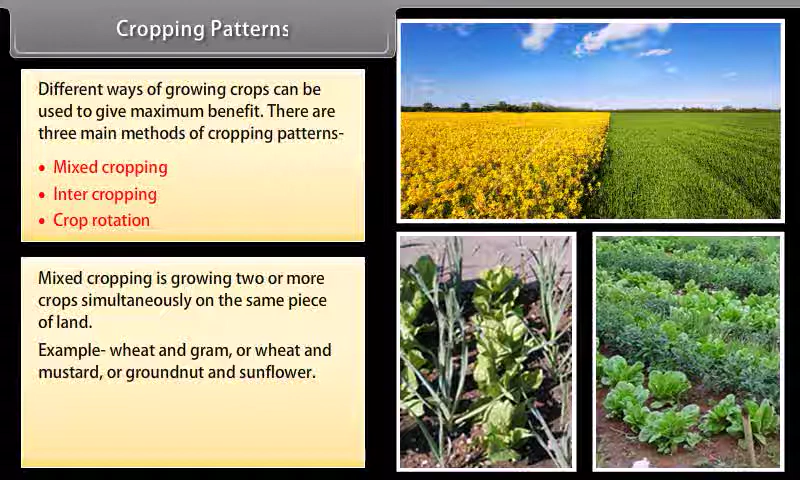 Cropping Patterns
Different ways of growing crops can be
used to give maximum benefit. There are
three main methods of cropping patterns-
• Mixed cropping
• Inter cropping
• Crop rotation
Mixed cropping is growing two or more
crops simultaneously on the same piece
of land.
Example- wheat and gram, or wheat and
mustard, or groundnut and sunflower.